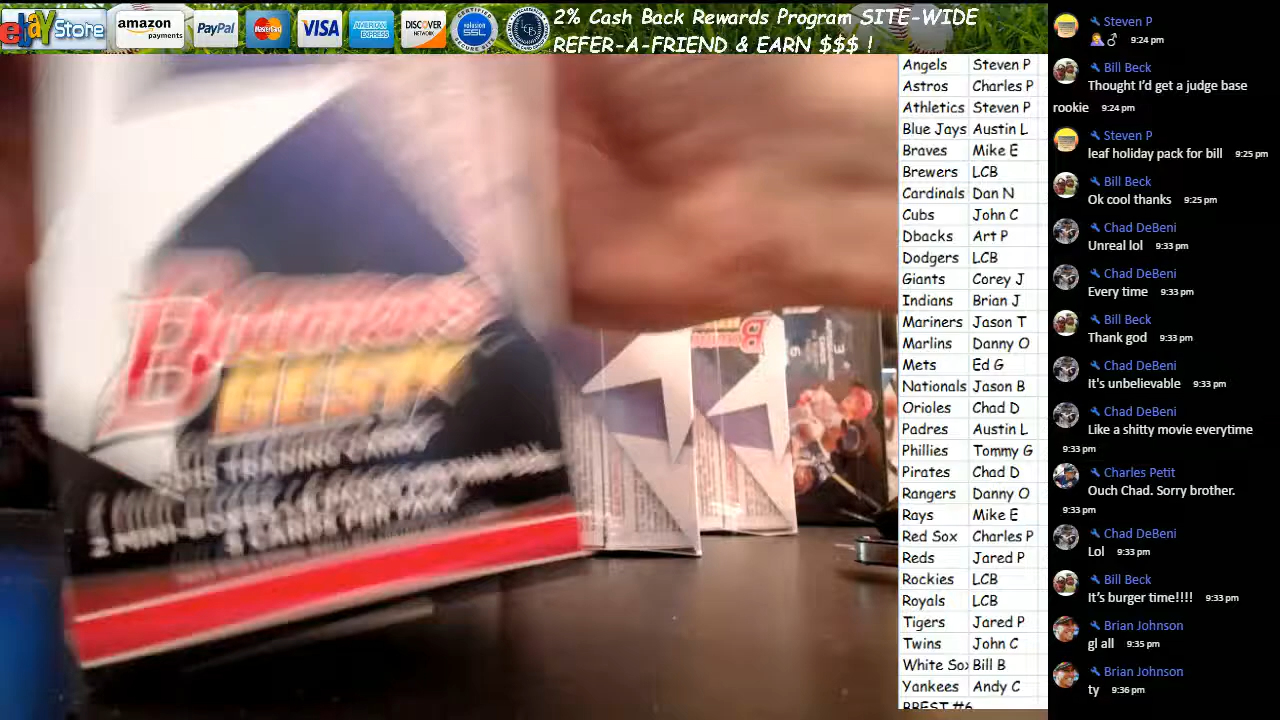 ebay Store
amazon
payments
PayPal
MasterCard
VISA
AMERICAN
EXPRESS
DISCOVER
NETWORK
2% Cash Back Rewards Program SITE-WIDE
REFER-A-FRIEND & EARN $$$ !
Angels Steven P
Astros Charles P
Athletics Steven P
Blue Jays Austin L
Braves Mike E
Brewers LCB
Cardinals Dan N
Cubs John C
Dbacks Art P
Dodgers LCB
Giants Corey J
Indians Brian J
Mariners Jason T
Marlins Danny O
Mets Ed G
Nationals Jason B
Orioles Chad D
Padres Austin L
Phillies Tommy G
Pirates Chad D
Rangers Danny O
Rays Mike E
Red Sox Charles P
Reds Jared P
Rockies LCB
Royals LCB
Tigers Jared P
Twins John C
White Sox Bill B
Yankees Andy C
BBEST #6
Steven P
9:24 pm
Bill Beck
Thought I'd get a judge base
rookie 9:24 pm
Steven P
leaf holiday pack for bill 9:25 pm
Bill Beck
Ok cool thanks 9:25 pm
Chad DeBeni
Unreal lol 9:33 pm
Chad DeBeni
Every time 9:33 pm
Bill Beck
Thank god 9:33 pm
Chad DeBeni
It's unbelievable 9:33 pm
Chad DeBeni
Like a shitty movie everytime
9:33 pm
Charles Petit
Ouch Chad. Sorry brother.
9:33 pm
Chad DeBeni
Lol 9:33 pm
Bill Beck
It's burger time!!!! 9:33 pm
Brian Johnson
gl all 9:35 pm
Brian Johnson
ty 9:36 pm
B
BOWMAN'S
BEST